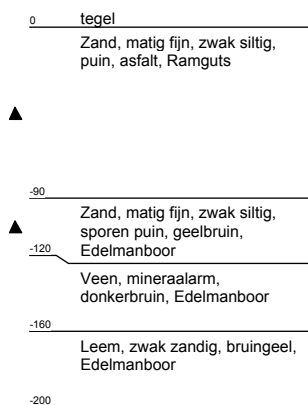 0 tegel
Zand, matig fijn, zwak siltig,
puin, asfalt, Ramguts
-90
Zand, matig fijn, zwak siltig,
sporen puin, geelbruin,
-120 Edelmanboor
Veen, mineraalarm,
donkerbruin, Edelmanboor
-160
Leem, zwak zandig, bruingeel,
Edelmanboor
-200